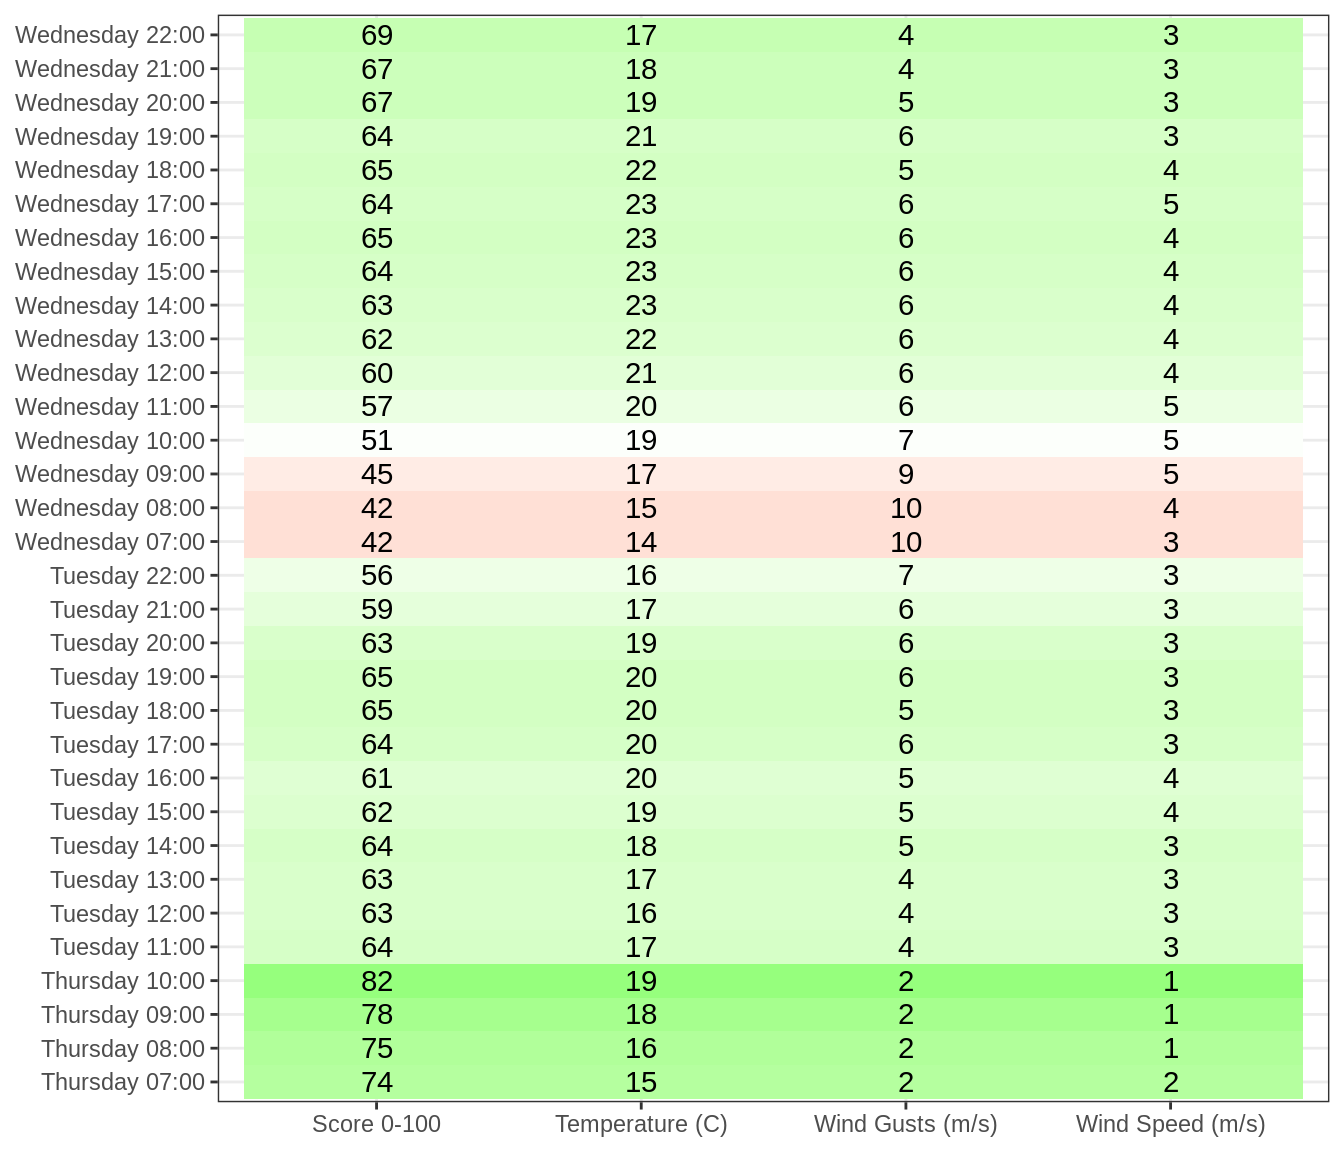 Wednesday 22:00 69 17 4 3
Wednesday 21:00 67 18 4 3
Wednesday 20:00 67 19 5 3
Wednesday 19:00 64 21 6 3
Wednesday 18:00 65 22 5 4
Wednesday 17:00 64 23 6 5
Wednesday 16:00 65 23 6 4
Wednesday 15:00 64 23 6 4
Wednesday 14:00 63 23 6 4
Wednesday 13:00 62 22 6 4
Wednesday 12:00 60 21 6 4
Wednesday 11:00 57 20 6 5
Wednesday 10:00 51 19 7 5
Wednesday 09:00 45 17 9 5
Wednesday 08:00 42 15 10 4
Wednesday 07:00 42 14 10 3
Tuesday 22:00 56 16 7 3
Tuesday 21:00 59 17 6 3
Tuesday 20:00 63 19 6 3
Tuesday 19:00 65 20 6 3
Tuesday 18:00 65 20 5 3
Tuesday 17:00 64 20 6 3
Tuesday 16:00 61 20 5 4
Tuesday 15:00 62 19 5 4
Tuesday 14:00 64 18 5 3
Tuesday 13:00 63 17 4 3
Tuesday 12:00 63 16 4 3
Tuesday 11:00 64 17 4 3
Thursday 10:00 82 19 2 1
Thursday 09:00 78 18 2 1
Thursday 08:00 75 16 2 1
Thursday 07:00 74 15 2 2
Score 0-100 Temperature (C) Wind Gusts (m/s) Wind Speed (m/s)